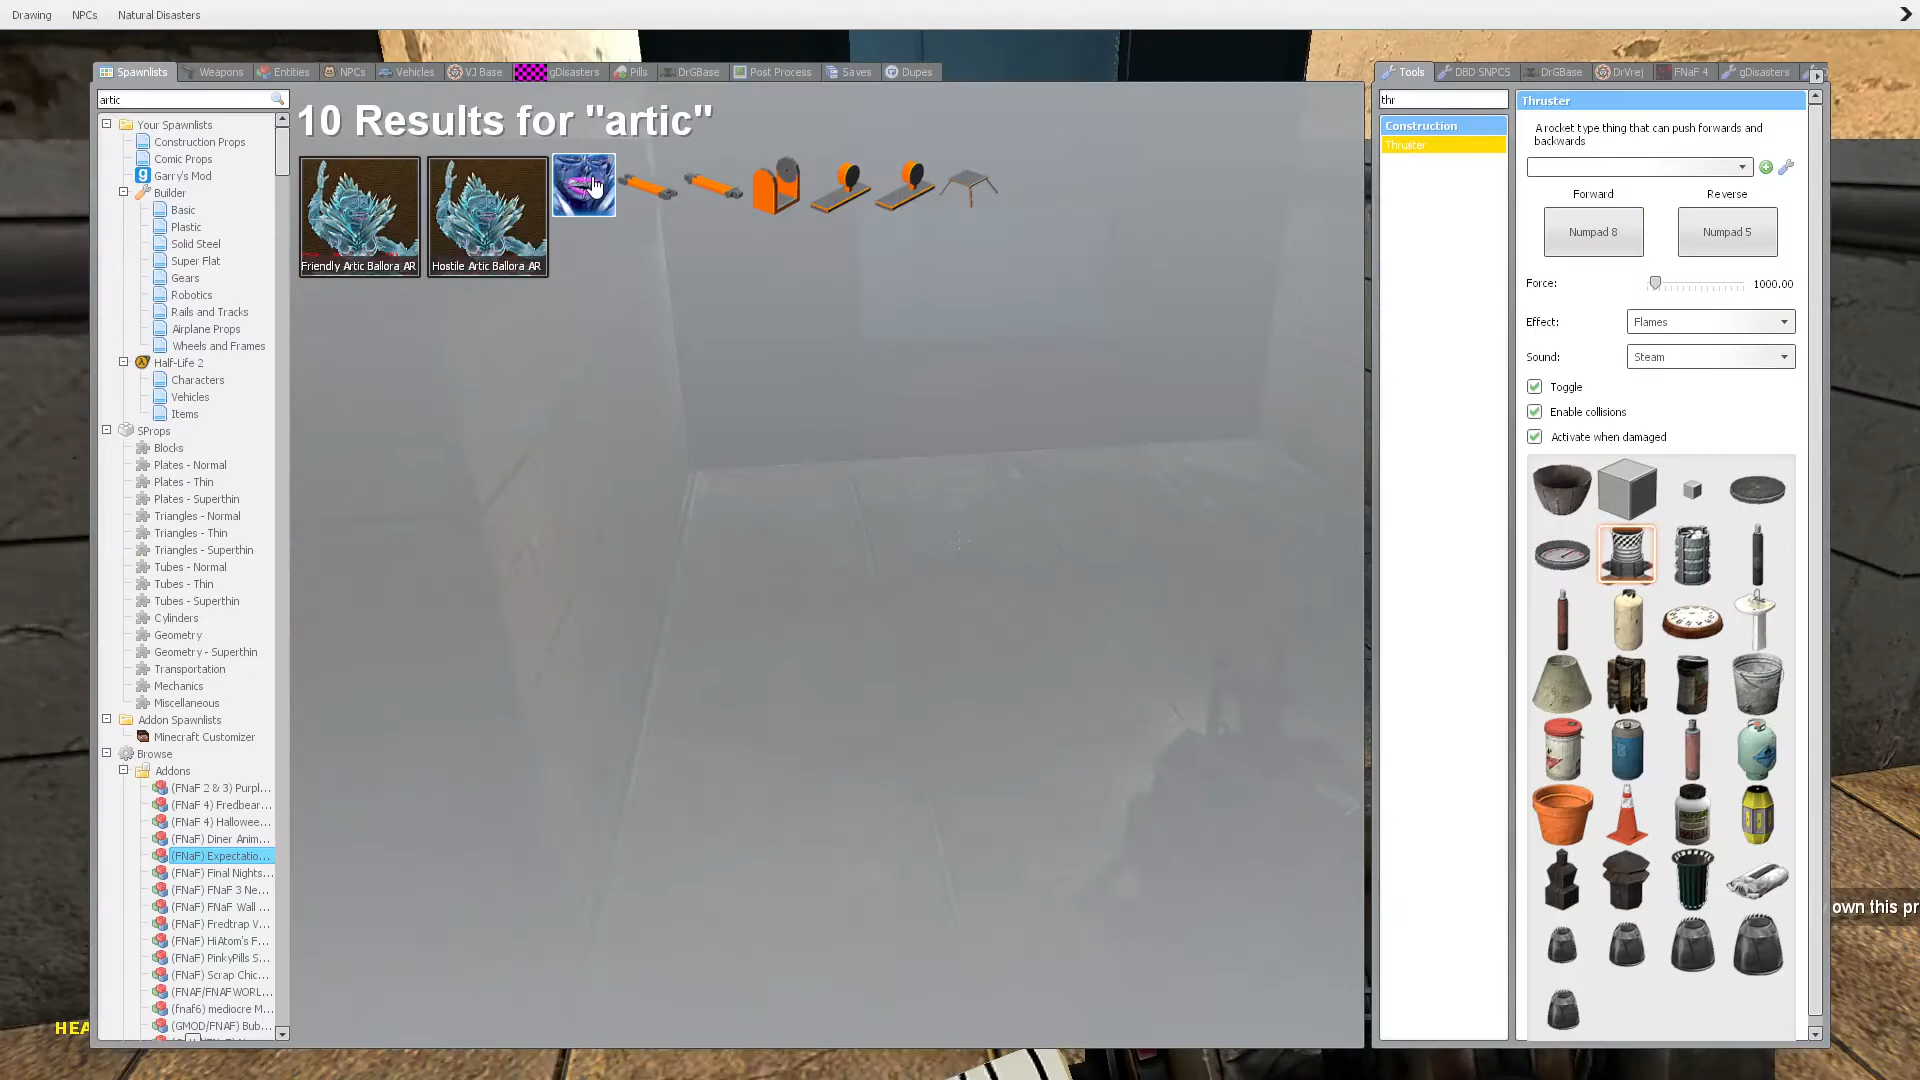 Drawing NPCs Natural Disasters
Spawnlists Weapons Entities NPCs Vehicles VJ Base gDisasters Pills DrGBase Post Process Saves Dupes
artic
10 Results for "artic"
Your Spawnlists
Construction Props
Comic Props
Garry's Mod
Builder
Basic
Plastic
Solid Steel
Super Flat
Gears
Robotics
Rails and Tracks
Airplane Props
Wheels and Frames
Half-Life 2
Characters
Vehicles
Items
SProps
Blocks
Plates - Normal
Plates - Thin
Plates - Superthin
Triangles - Normal
Triangles - Thin
Triangles - Superthin
Tubes - Normal
Tubes - Thin
Tubes - Superthin
Cylinders
Geometry
Geometry - Superthin
Transportation
Mechanics
Miscellaneous
Addon Spawnlists
Minecraft Customizer
Browse
Addons
(FNaF 2 & 3) Purpl...
(FNaF 4) Fredbear...
(FNaF 4) Hallowee...
(FNaF) Diner Anim...
(FNaF) Expectatio...
(FNaF) Final Nights...
(FNaF) FNaF 3 Ne...
(FNaF) FNaF Wall ...
(FNaF) Fredtrap V...
(FNaF) HiAtom's F...
(FNaF) PinkyPills S...
(FNaF) Scrap Chic...
(FNAF/FNAFWORL...
(fnaf6) mediocre M...
(GMOD/FNAF) Bub...
Friendly Artic Ballora AR
Hostile Artic Ballora AR
Tools DBD SNPCS DrGBase DrVrej FNaF 4 gDisasters
thr
Construction
Thruster
Thruster
A rocket type thing that can push forwards and
backwards
Forward Reverse
Numpad 8 Numpad 5
Force: 1000.00
Effect: Flames
Sound: Steam
Toggle
Enable collisions
Activate when damaged
own this pr
HEA